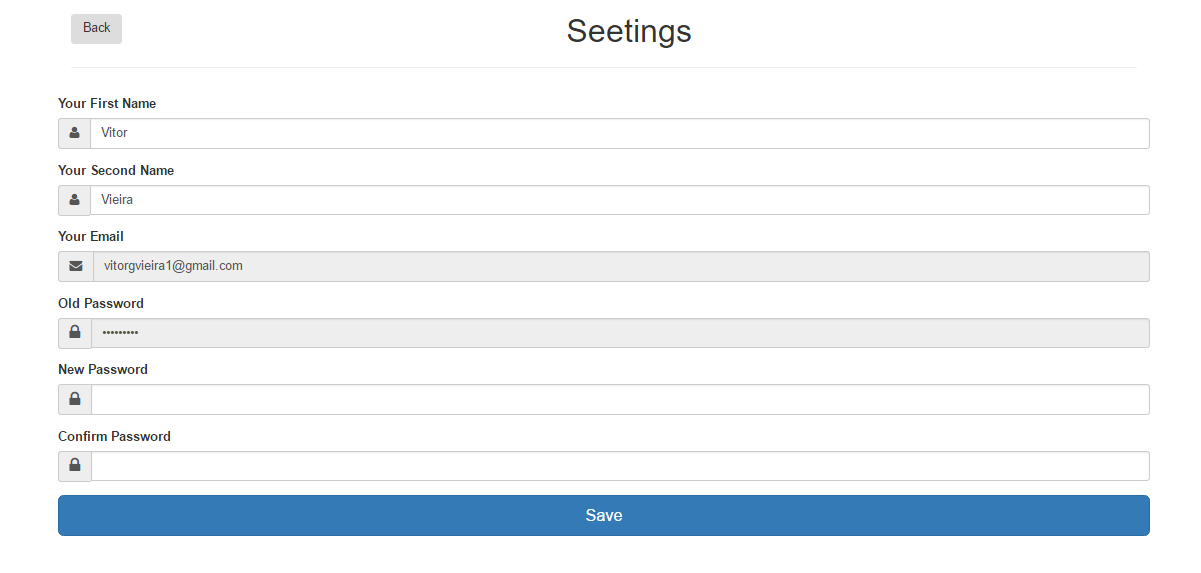 Back
Seetings
Your First Name
Vitor
Your Second Name
Vieira
Your Email
vitorgvieira1@gmail.com
Old Password
•••••••••
New Password
Confirm Password
Save